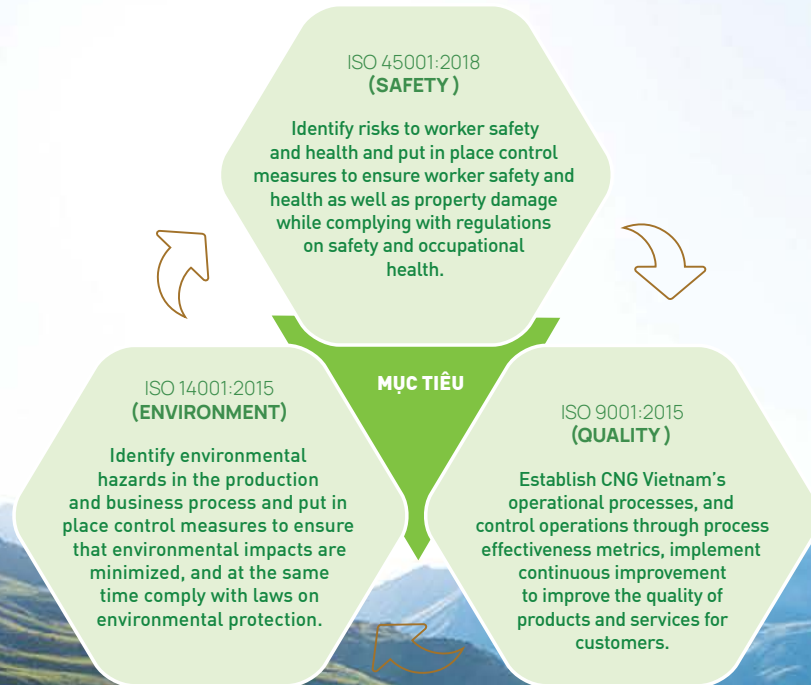 ISO 45001:2018
(SAFETY )
Identify risks to worker safety
and health and put in place control
measures to ensure worker safety and
health as well as property damage
while complying with regulations
on safety and occupational
health.
MỤC TIÊU
ISO 14001:2015
(ENVIRONMENT)
Identify environmental
hazards in the production
and business process and put in
place control measures to ensure
that environmental impacts are
minimized, and at the same
time comply with laws on
environmental protection.
ISO 9001:2015
(QUALITY )
Establish CNG Vietnam's
operational processes, and
control operations through process
effectiveness metrics, implement
continuous improvement
to improve the quality of
products and services for
customers.